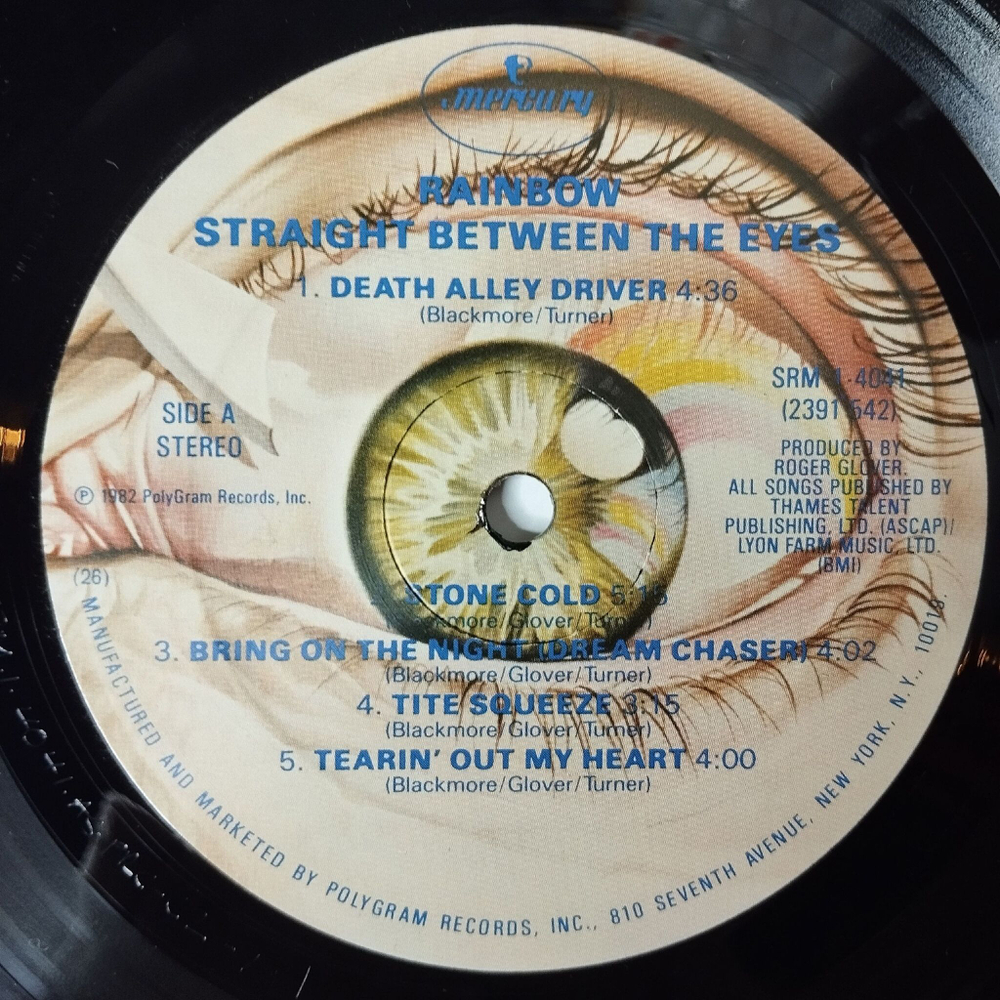 mercury
RAINBOW
STRAIGHT BETWEEN THE EYES
1. DEATH ALLEY DRIVER 4:36
(Blackmore/Turner)
SIDE A
STEREO
℗ 1982 PolyGram Records, Inc.
SRM 1-4041
(2391 542)
PRODUCED BY
ROGER GLOVER.
ALL SONGS PUBLISHED BY
THAMES TALENT
PUBLISHING, LTD. (ASCAP)/
LYON FARM MUSIC, LTD.
(BMI)
(26)
STONE COLD
(Blackmore/Glover/Turner)
3. BRING ON THE NIGHT (DREAM CHASER) 4:02
(Blackmore/Glover/Turner)
4. TITE SQUEEZE 3:15
(Blackmore/Glover/Turner)
5. TEARIN' OUT MY HEART 4:00
(Blackmore/Glover/Turner)
MANUFACTURED AND MARKETED BY POLYGRAM RECORDS, INC., 810 SEVENTH AVENUE, NEW YORK, N.Y.,